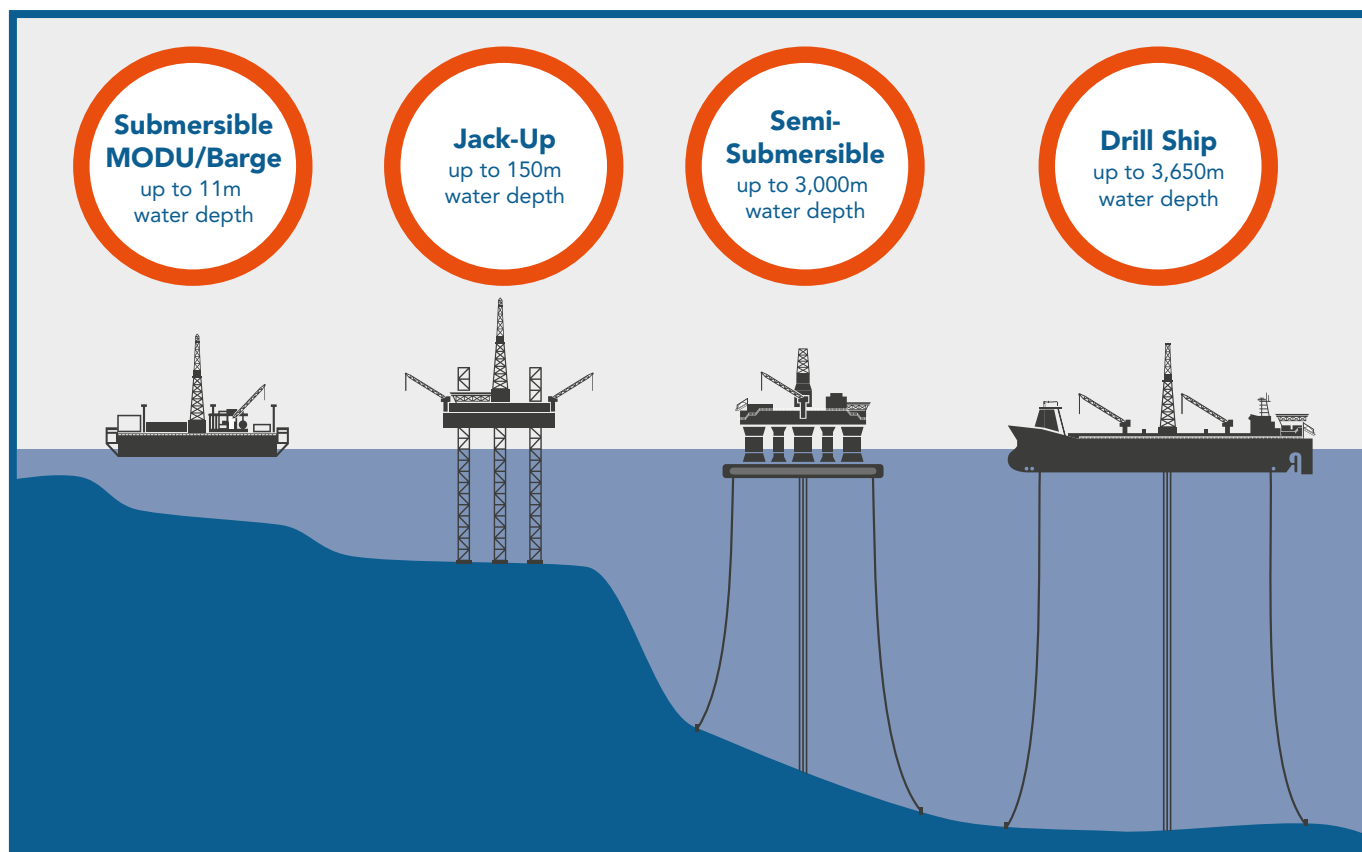 Submersible
MODU/Barge
up to 11m
water depth
Jack-Up
up to 150m
water depth
Semi-
Submersible
up to 3,000m
water depth
Drill Ship
up to 3,650m
water depth